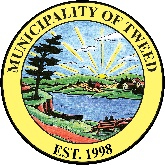 MUNICIPALITY OF TWEED
EST. 1998